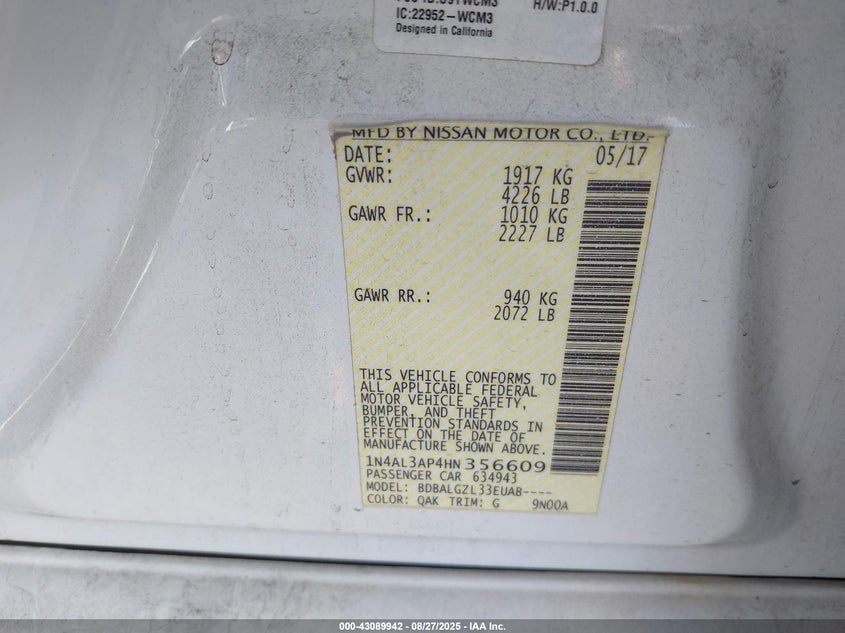 H/W:P1.0.0
IC:22952-WCM3
Designed in California
MFD BY NISSAN MOTOR CO., LTD.
DATE: 05/17
GVWR: 1917 KG
4226 LB
GAWR FR.: 1010 KG
2227 LB
GAWR RR.: 940 KG
2072 LB
THIS VEHICLE CONFORMS TO
ALL APPLICABLE FEDERAL
MOTOR VEHICLE SAFETY,
BUMPER, AND THEFT
PREVENTION STANDARDS IN
EFFECT ON THE DATE OF
MANUFACTURE SHOWN ABOVE.
1N4AL3AP4HN356609
PASSENGER CAR 634943
MODEL: BDBALGZL33EUAB----
COLOR: QAK TRIM: G 9N00A
000-43089942 - 08/27/2025 - IAA Inc.